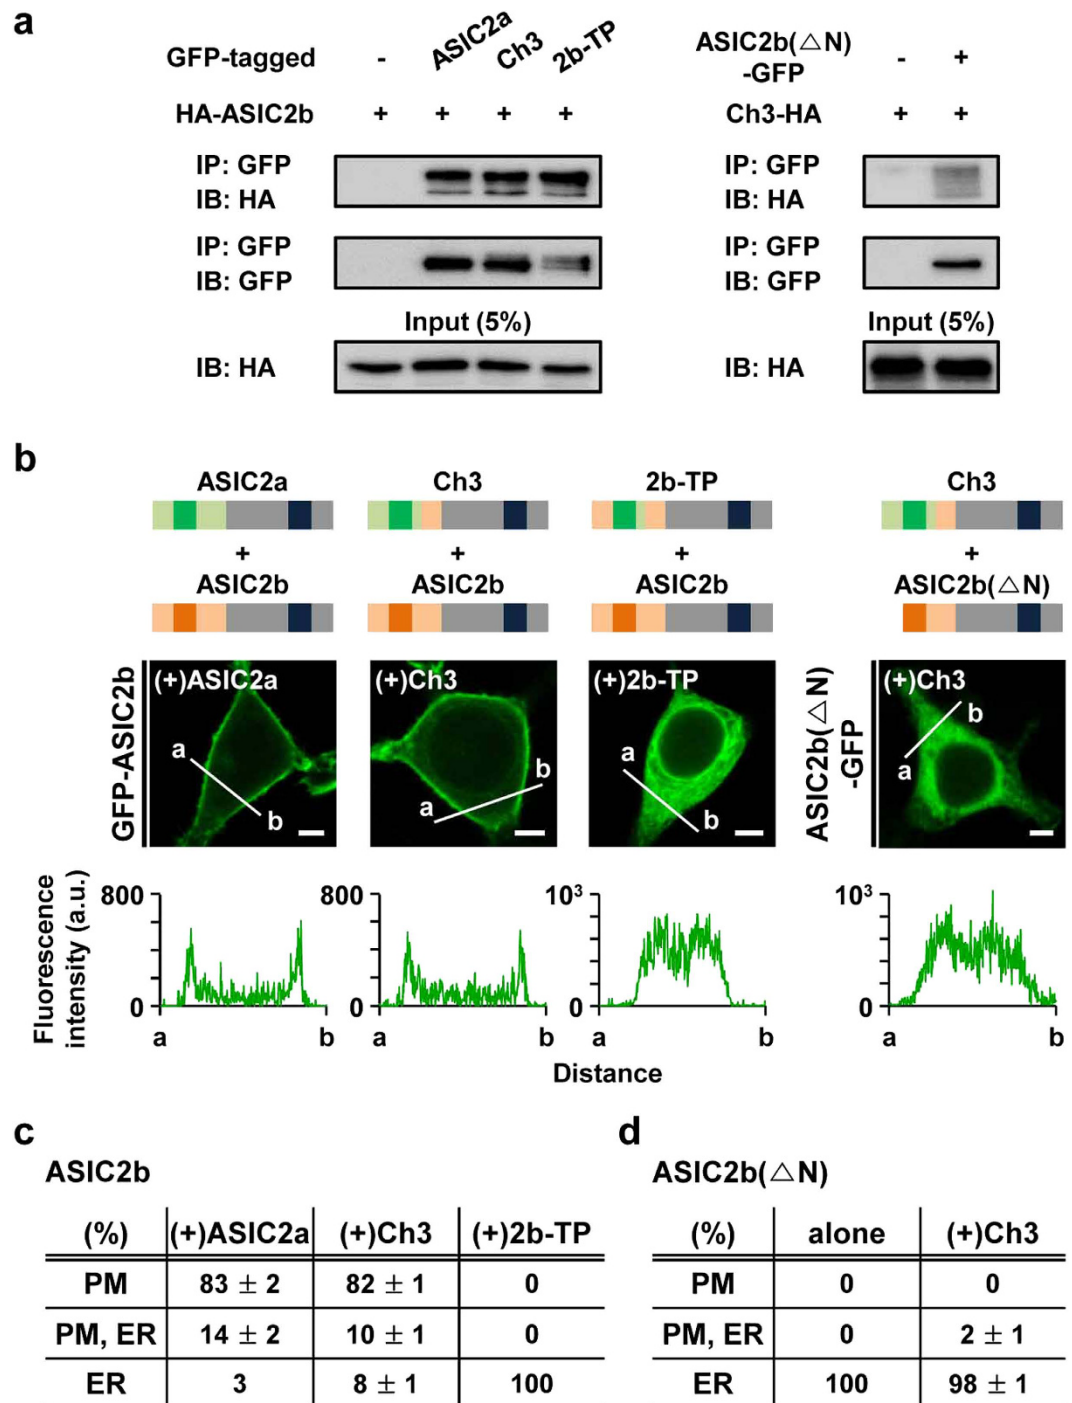 a
GFP-tagged - ASIC2a Ch3 2b-TP
HA-ASIC2b + + + +
IP: GFP
IB: HA
IP: GFP
IB: GFP
Input (5%)
IB: HA
ASIC2b(△N)
-GFP - +
Ch3-HA + +
IP: GFP
IB: HA
IP: GFP
IB: GFP
Input (5%)
IB: HA
b
ASIC2a Ch3 2b-TP Ch3
+ + + +
ASIC2b ASIC2b ASIC2b ASIC2b(△N)
GFP-ASIC2b
(+)ASIC2a
a
b
(+)Ch3
a
b
(+)2b-TP
a
b
ASIC2b(△N)
-GFP
(+)Ch3
a
b
Fluorescence
intensity (a.u.)
800 800 10³ 10³
0 0 0 0
a b a b a b a b
Distance
c
ASIC2b
(%) (+)ASIC2a (+)Ch3 (+)2b-TP
PM 83 ± 2 82 ± 1 0
PM, ER 14 ± 2 10 ± 1 0
ER 3 8 ± 1 100
d
ASIC2b(△N)
(%) alone (+)Ch3
PM 0 0
PM, ER 0 2 ± 1
ER 100 98 ± 1